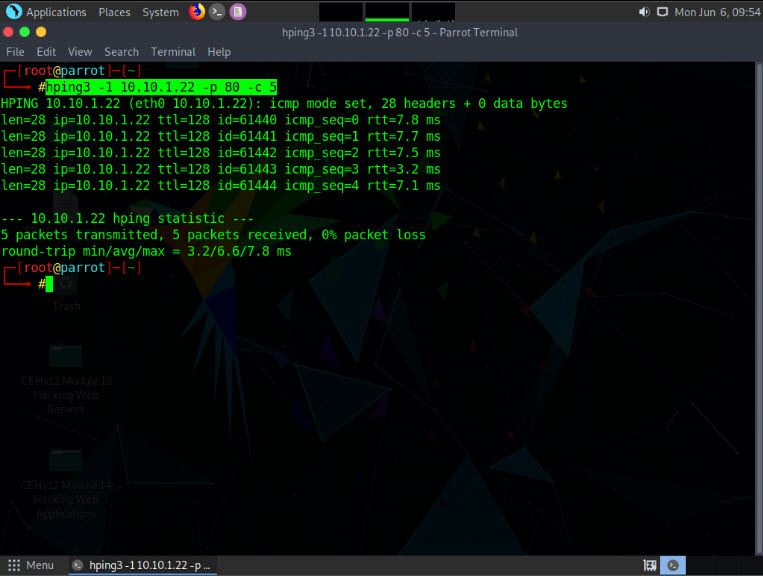 Applications Places System Mon Jun 6, 09:54
hping3 -1 10.10.1.22 -p 80 -c 5 - Parrot Terminal
File Edit View Search Terminal Help
┌─[root@parrot]─[~]
└──╼ #hping3 -1 10.10.1.22 -p 80 -c 5
HPING 10.10.1.22 (eth0 10.10.1.22): icmp mode set, 28 headers + 0 data bytes
len=28 ip=10.10.1.22 ttl=128 id=61440 icmp_seq=0 rtt=7.8 ms
len=28 ip=10.10.1.22 ttl=128 id=61441 icmp_seq=1 rtt=7.7 ms
len=28 ip=10.10.1.22 ttl=128 id=61442 icmp_seq=2 rtt=7.5 ms
len=28 ip=10.10.1.22 ttl=128 id=61443 icmp_seq=3 rtt=3.2 ms
len=28 ip=10.10.1.22 ttl=128 id=61444 icmp_seq=4 rtt=7.1 ms
--- 10.10.1.22 hping statistic ---
5 packets transmitted, 5 packets received, 0% packet loss
round-trip min/avg/max = 3.2/6.6/7.8 ms
┌─[root@parrot]─[~]
└──╼ #
Trash
CEHv12 Module 13
Hacking Web
Servers
CEHv12 Module 14
Hacking Web
Applications
Menu hping3 -1 10.10.1.22 -p ...